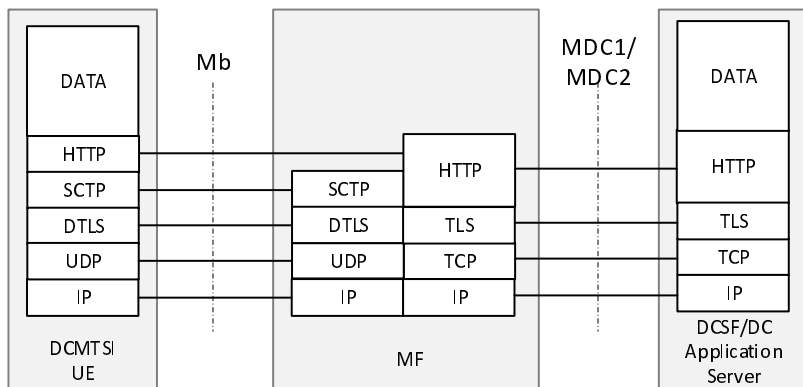 DATA
HTTP
SCTP
DTLS
UDP
IP
DCMTSI
UE
Mb
SCTP
DTLS
UDP
IP
HTTP
TLS
TCP
IP
MF
MDC1/
MDC2
DATA
HTTP
TLS
TCP
IP
DCSF/DC
Application
Server